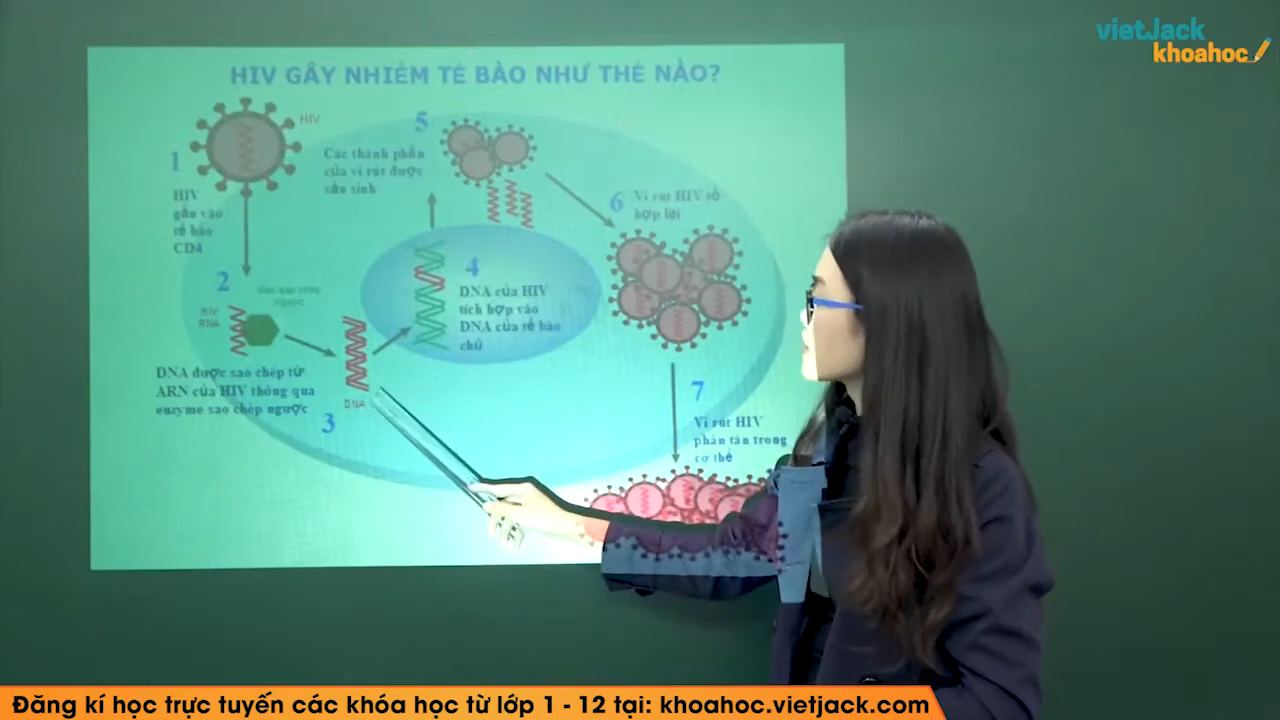 vietJack
khoahoc
HIV GÂY NHIỄM TẾ BÀO NHƯ THẾ NÀO?
HIV
1
HIV
gắn vào
tế bào
CD4
5
Các thành phần
của vi rút được
sản sinh
6
Vi rút HIV tổ
hợp lại
2
HIV
RNA
Men sao chép
ngược
4
DNA của HIV
tích hợp vào
DNA của tế bào
chủ
DNA được sao chép từ
ARN của HIV thông qua
enzyme sao chép ngược
DNA
3
7
Vi rút HIV
phân tán trong
cơ thể
Đăng kí học trực tuyến các khóa học từ lớp 1 - 12 tại: khoahoc.vietjack.com